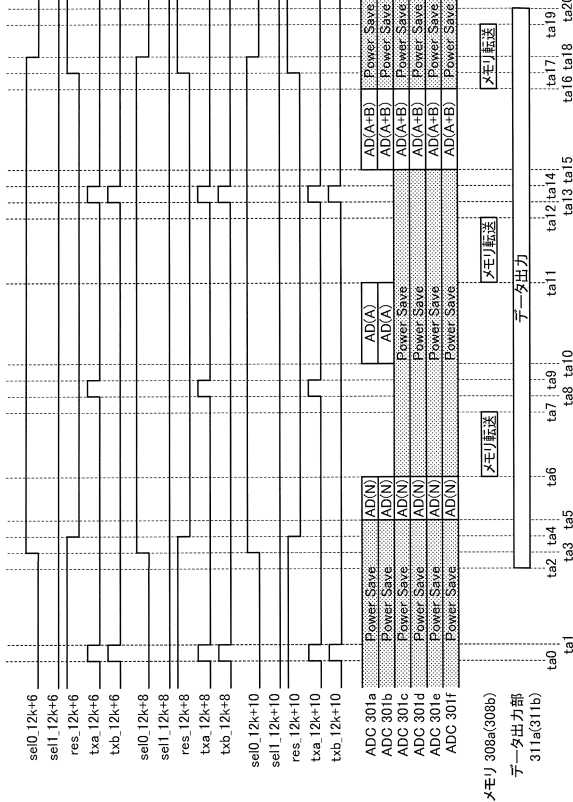 sel0_12k+6
sel1_12k+6
res_12k+6
txa_12k+6
txb_12k+6
sel0_12k+8
sel1_12k+8
res_12k+8
txa_12k+8
txb_12k+8
sel0_12k+10
sel1_12k+10
res_12k+10
txa_12k+10
txb_12k+10
ADC 301a Power Save AD(N) AD(A) AD(A+B) Power Save
ADC 301b Power Save AD(N) AD(A) AD(A+B) Power Save
ADC 301c Power Save AD(N) Power Save AD(A+B) Power Save
ADC 301d Power Save AD(N) Power Save AD(A+B) Power Save
ADC 301e Power Save AD(N) Power Save AD(A+B) Power Save
ADC 301f Power Save AD(N) Power Save AD(A+B) Power Save
メモリ 308a(308b) メモリ転送 メモリ転送 メモリ転送
データ出力部
311a(311b)
データ出力
ta0 ta2 ta4 ta7 ta9 ta12 ta14 ta17 ta19
ta1 ta3 ta5 ta6 ta8 ta10 ta11 ta13 ta15 ta16 ta18 ta20